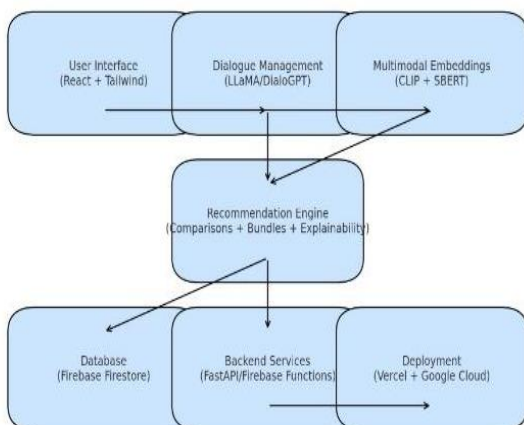 User Interface
(React + Tailwind)
Dialogue Management
(LLaMA/DialoGPT)
Multimodal Embeddings
(CLIP + SBERT)
Recommendation Engine
(Comparisons + Bundles + Explainability)
Database
(Firebase Firestore)
Backend Services
(FastAPI/Firebase Functions)
Deployment
(Vercel + Google Cloud)